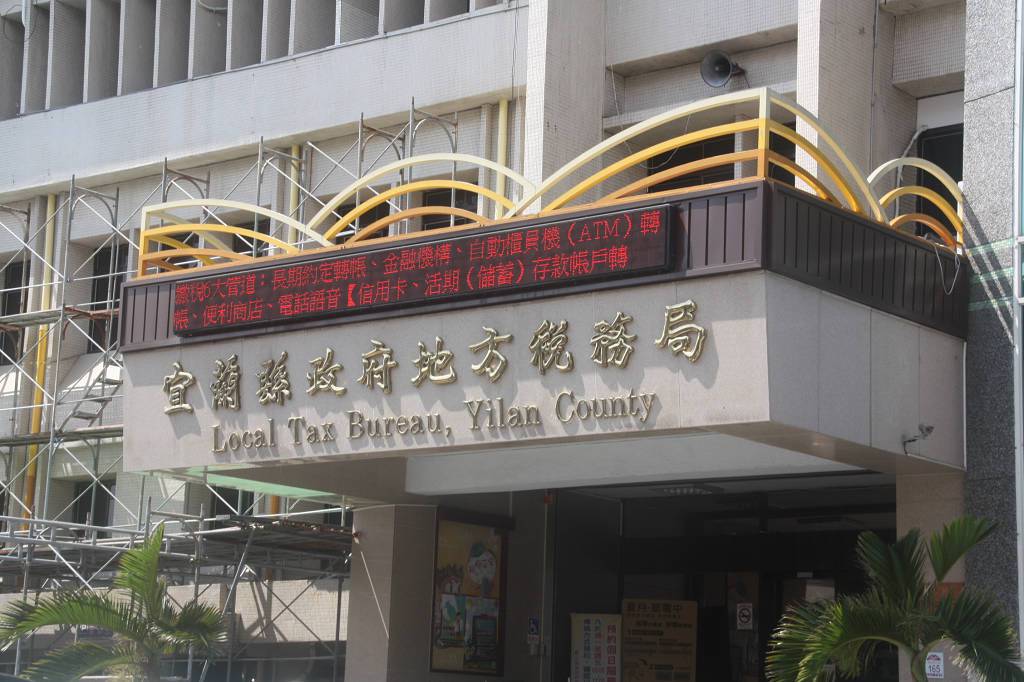 繳稅6大管道：長期約定轉帳、金融機構、自動櫃員機（ATM）轉
帳、便利商店、電話語音【信用卡、活期（儲蓄）存款帳戶轉
宜蘭縣政府地方稅務局
Local Tax Bureau, Yilan County
165